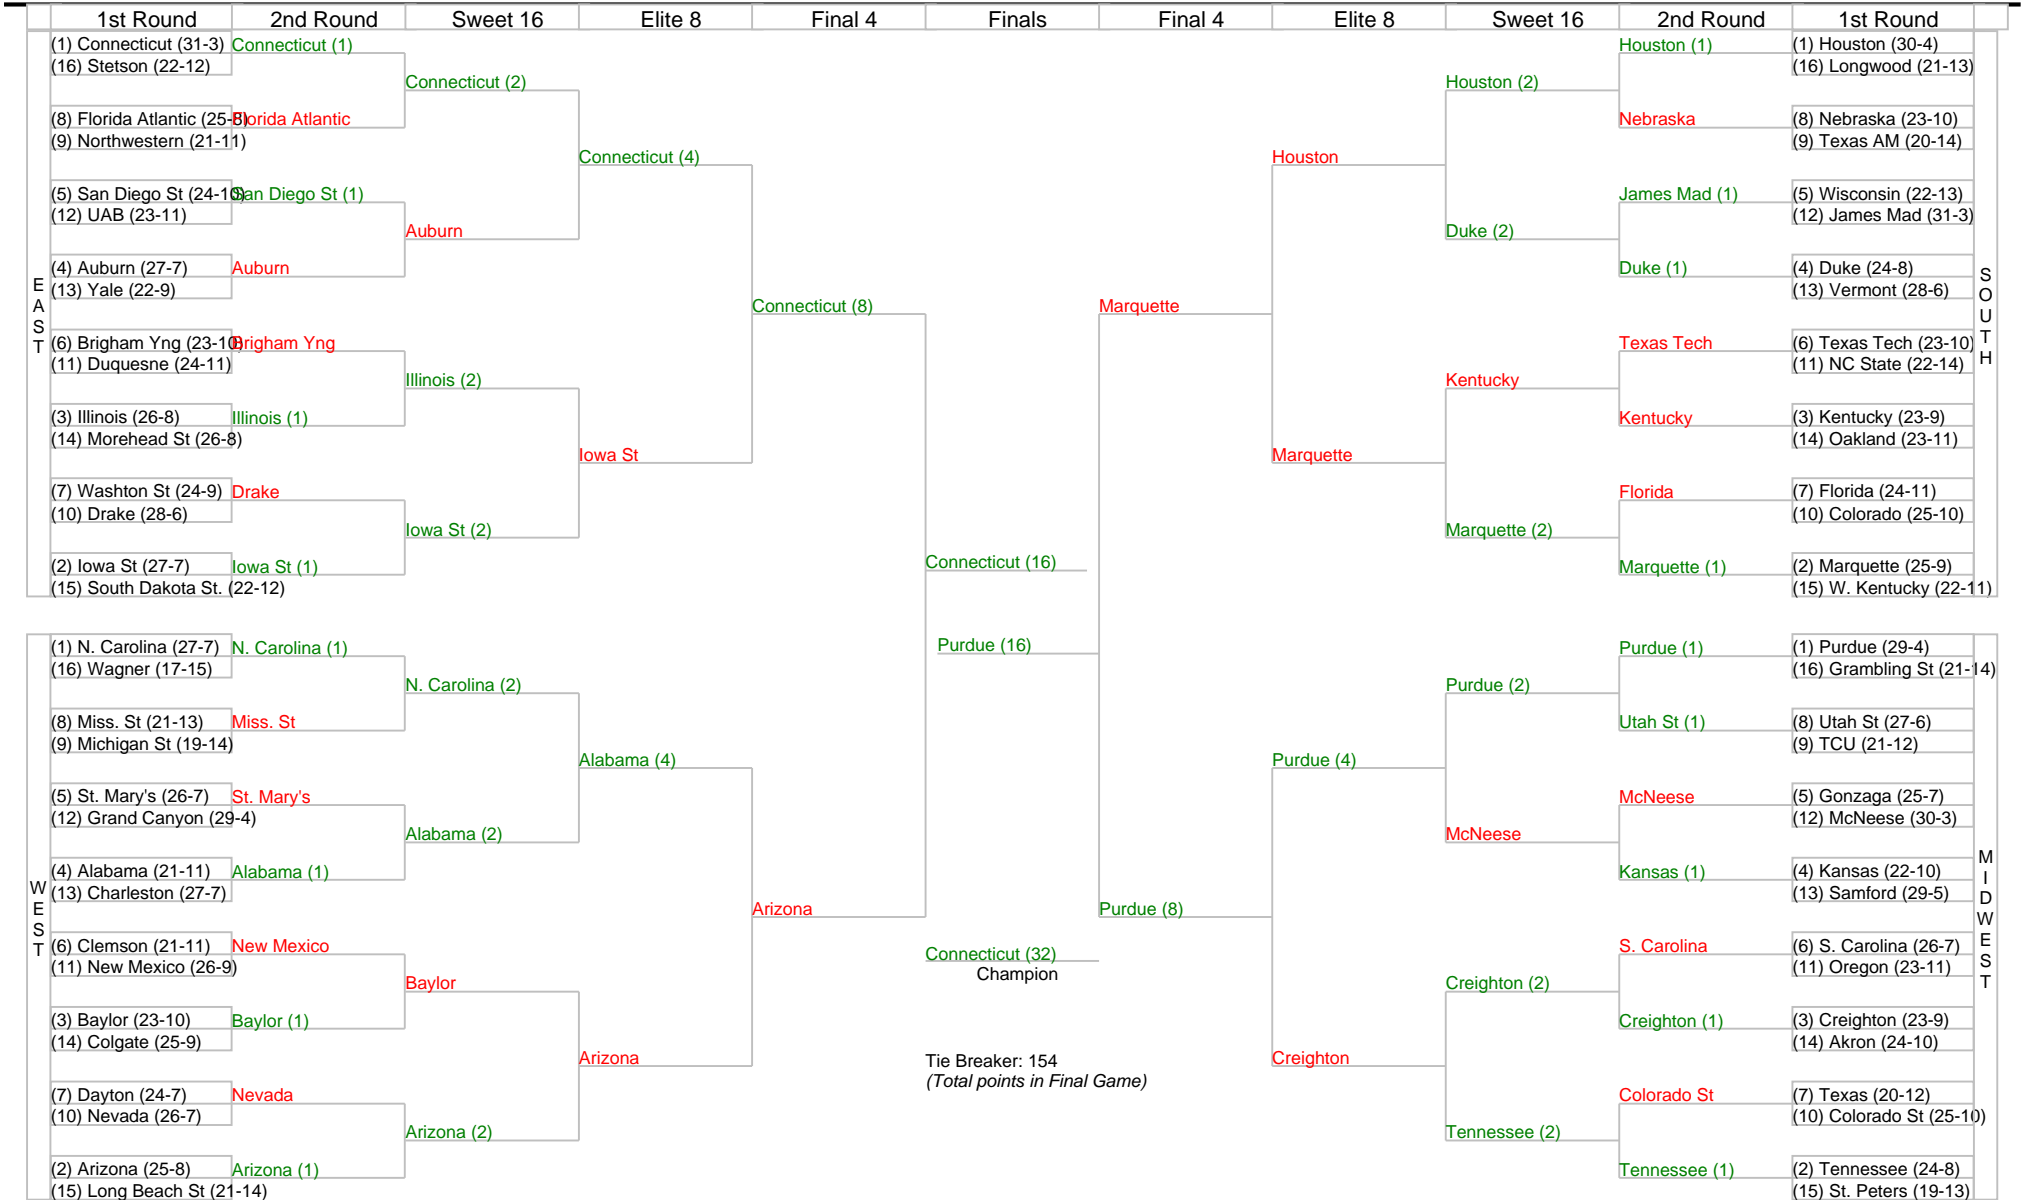 1st Round 2nd Round Sweet 16 Elite 8 Final 4 Finals Final 4 Elite 8 Sweet 16 2nd Round 1st Round
EAST
(1) Connecticut (31-3)
(16) Stetson (22-12)
(8) Florida Atlantic (25-8)
(9) Northwestern (21-11)
(5) San Diego St (24-10)
(12) UAB (23-11)
(4) Auburn (27-7)
(13) Yale (22-9)
(6) Brigham Yng (23-10)
(11) Duquesne (24-11)
(3) Illinois (26-8)
(14) Morehead St (26-8)
(7) Washton St (24-9)
(10) Drake (28-6)
(2) Iowa St (27-7)
(15) South Dakota St. (22-12)
Connecticut (1)
Florida Atlantic
San Diego St (1)
Auburn
Brigham Yng
Illinois (1)
Drake
Iowa St (1)
Connecticut (2)
Auburn
Illinois (2)
Iowa St (2)
Connecticut (4)
Iowa St
Connecticut (8)
WEST
(1) N. Carolina (27-7)
(16) Wagner (17-15)
(8) Miss. St (21-13)
(9) Michigan St (19-14)
(5) St. Mary's (26-7)
(12) Grand Canyon (29-4)
(4) Alabama (21-11)
(13) Charleston (27-7)
(6) Clemson (21-11)
(11) New Mexico (26-9)
(3) Baylor (23-10)
(14) Colgate (25-9)
(7) Dayton (24-7)
(10) Nevada (26-7)
(2) Arizona (25-8)
(15) Long Beach St (21-14)
N. Carolina (1)
Miss. St
St. Mary's
Alabama (1)
New Mexico
Baylor (1)
Nevada
Arizona (1)
N. Carolina (2)
Alabama (2)
Baylor
Arizona (2)
Alabama (4)
Arizona
Arizona
Connecticut (16)
Purdue (16)
Connecticut (32)
Champion
Tie Breaker: 154
(Total points in Final Game)
Marquette
Houston
Marquette
Houston (2)
Duke (2)
Kentucky
Marquette (2)
Houston (1)
Nebraska
James Mad (1)
Duke (1)
Texas Tech
Kentucky
Florida
Marquette (1)
(1) Houston (30-4)
(16) Longwood (21-13)
(8) Nebraska (23-10)
(9) Texas AM (20-14)
(5) Wisconsin (22-13)
(12) James Mad (31-3)
(4) Duke (24-8)
(13) Vermont (28-6)
(6) Texas Tech (23-10)
(11) NC State (22-14)
(3) Kentucky (23-9)
(14) Oakland (23-11)
(7) Florida (24-11)
(10) Colorado (25-10)
(2) Marquette (25-9)
(15) W. Kentucky (22-11)
SOUTH
Purdue (8)
Purdue (4)
Creighton
Purdue (2)
McNeese
Creighton (2)
Tennessee (2)
Purdue (1)
Utah St (1)
McNeese
Kansas (1)
S. Carolina
Creighton (1)
Colorado St
Tennessee (1)
(1) Purdue (29-4)
(16) Grambling St (21-14)
(8) Utah St (27-6)
(9) TCU (21-12)
(5) Gonzaga (25-7)
(12) McNeese (30-3)
(4) Kansas (22-10)
(13) Samford (29-5)
(6) S. Carolina (26-7)
(11) Oregon (23-11)
(3) Creighton (23-9)
(14) Akron (24-10)
(7) Texas (20-12)
(10) Colorado St (25-10)
(2) Tennessee (24-8)
(15) St. Peters (19-13)
MIDWEST